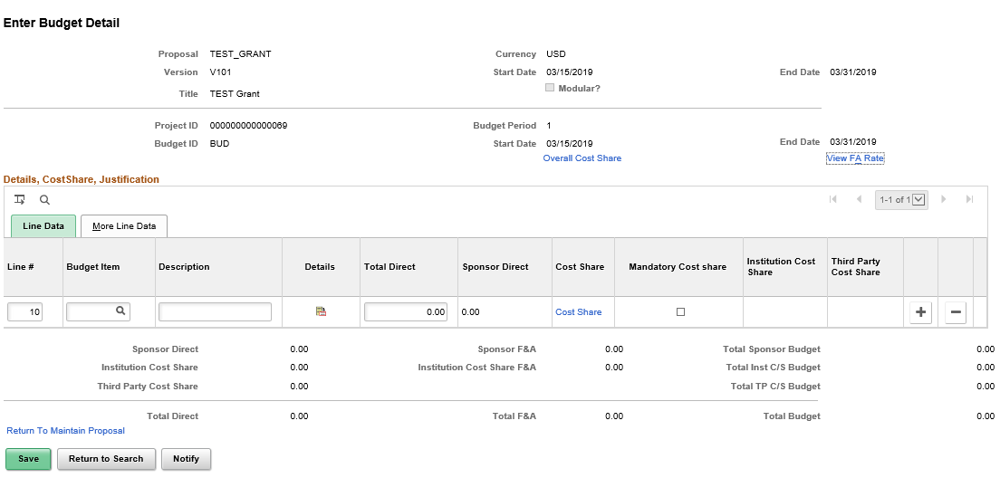 Enter Budget Detail
Proposal TEST_GRANT Currency USD
Version V101 Start Date 03/15/2019 End Date 03/31/2019
Modular?
Title TEST Grant
Project ID 000000000000069 Budget Period 1
Budget ID BUD Start Date 03/15/2019 End Date 03/31/2019
Overall Cost Share View FA Rate
Details, CostShare, Justification
1-1 of 1
Line Data More Line Data
Line # Budget Item Description Details Total Direct Sponsor Direct Cost Share Mandatory Cost share Institution Cost Share Third Party Cost Share
10 0.00 0.00 Cost Share
Sponsor Direct 0.00 Sponsor F&A 0.00 Total Sponsor Budget 0.00
Institution Cost Share 0.00 Institution Cost Share F&A 0.00 Total Inst C/S Budget 0.00
Third Party Cost Share 0.00 Total TP C/S Budget 0.00
Total Direct 0.00 Total F&A 0.00 Total Budget 0.00
Return To Maintain Proposal
Save Return to Search Notify